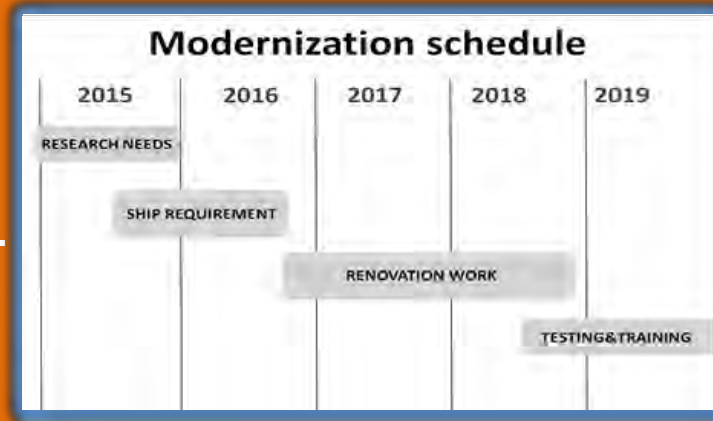 Modernization schedule
2015 2016 2017 2018 2019
RESEARCH NEEDS
SHIP REQUIREMENT
RENOVATION WORK
TESTING&TRAINING